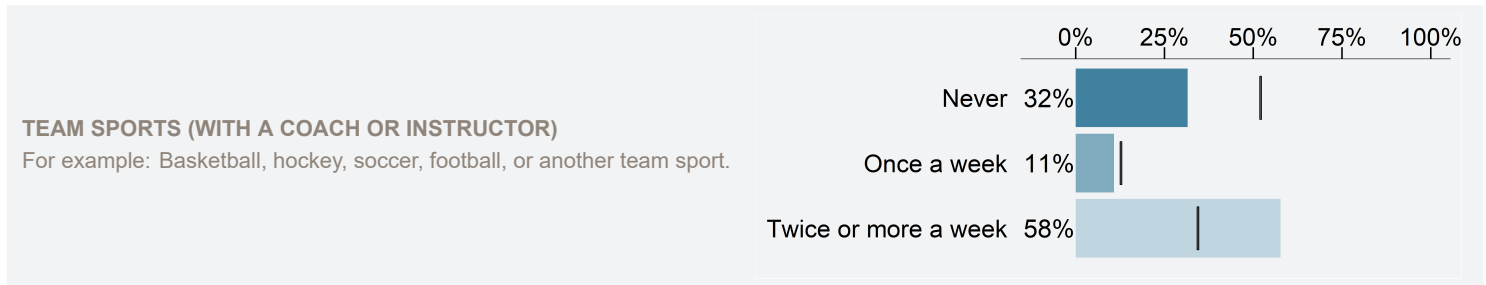 TEAM SPORTS (WITH A COACH OR INSTRUCTOR)
For example: Basketball, hockey, soccer, football, or another team sport.
0% 25% 50% 75% 100%
Never 32%
Once a week 11%
Twice or more a week 58%